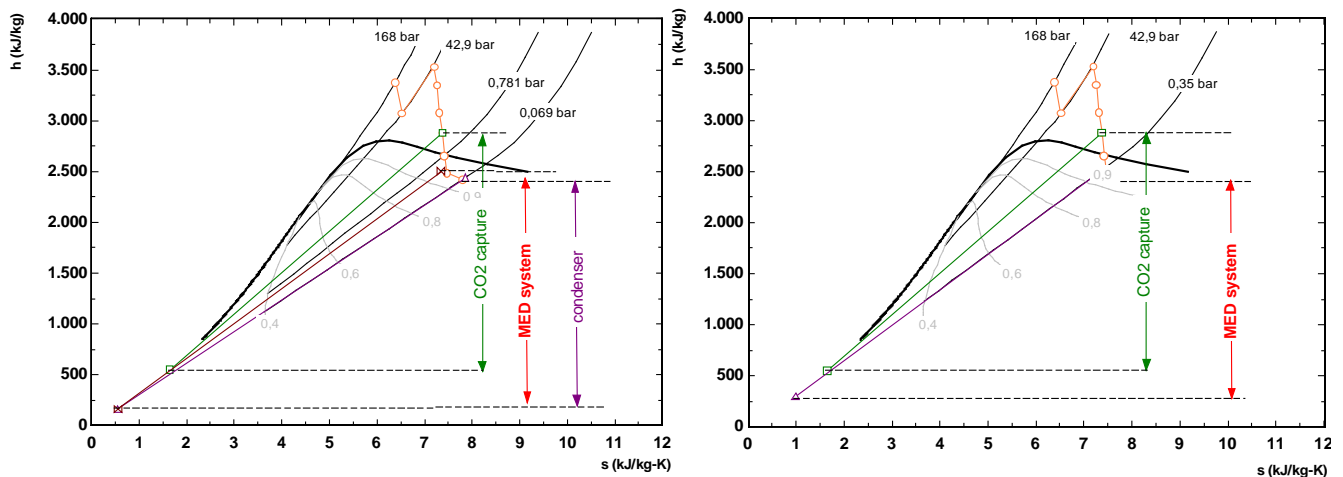 4.000
3.500
3.000
2.500
2.000
1.500
1.000
500
0
h (kJ/kg)
168 bar
42,9 bar
0,781 bar
0,069 bar
0,9
0,8
0,6
0,4
CO2 capture
MED system
condenser
0 1 2 3 4 5 6 7 8 9 10 11 12
s (kJ/kg-K)
4.000
3.500
3.000
2.500
2.000
1.500
1.000
500
0
h (kJ/kg)
168 bar
42,9 bar
0,35 bar
0,9
0,8
0,6
0,4
CO2 capture
MED system
0 1 2 3 4 5 6 7 8 9 10 11 12
s (kJ/kg-K)